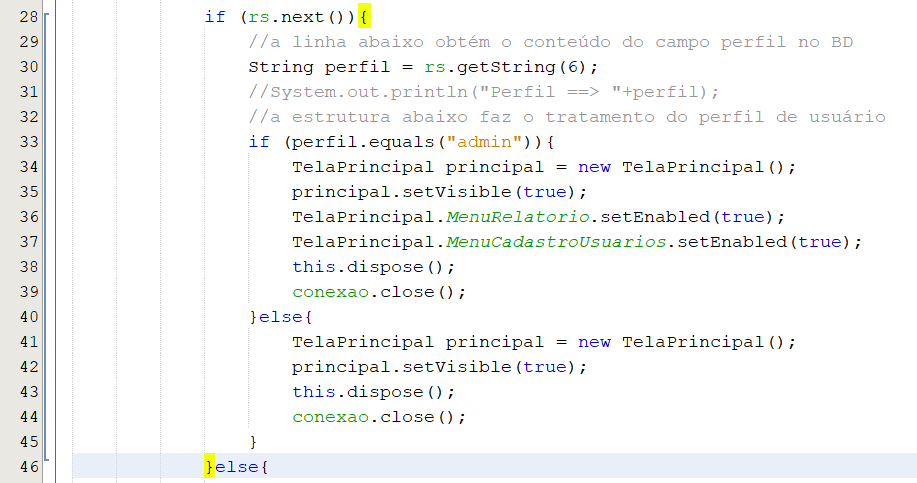 28 if (rs.next()){
29 //a linha abaixo obtém o conteúdo do campo perfil no BD
30 String perfil = rs.getString(6);
31 //System.out.println("Perfil ==> "+perfil);
32 //a estrutura abaixo faz o tratamento do perfil de usuário
33 if (perfil.equals("admin")){
34 TelaPrincipal principal = new TelaPrincipal();
35 principal.setVisible(true);
36 TelaPrincipal.MenuRelatorio.setEnabled(true);
37 TelaPrincipal.MenuCadastroUsuarios.setEnabled(true);
38 this.dispose();
39 conexao.close();
40 }else{
41 TelaPrincipal principal = new TelaPrincipal();
42 principal.setVisible(true);
43 this.dispose();
44 conexao.close();
45 }
46 }else{